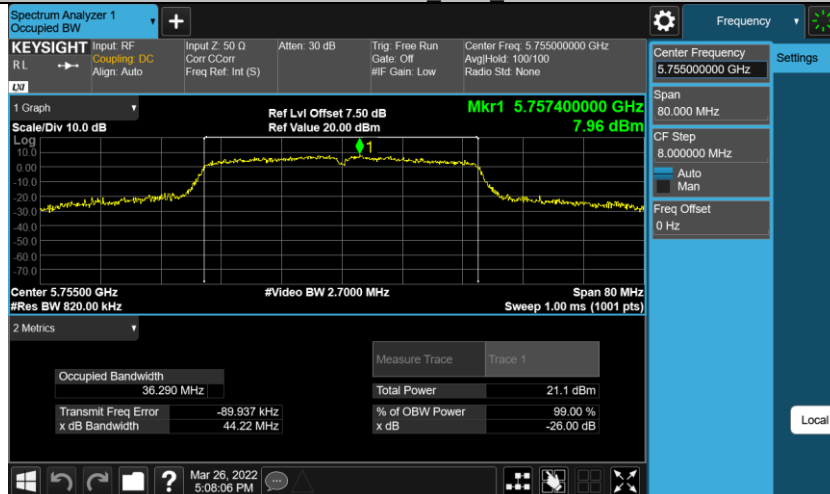 Spectrum Analyzer 1
Occupied BW
+
Frequency
KEYSIGHT
Input: RF
Input Z: 50 Ω
Atten: 30 dB
Trig: Free Run
Center Freq: 5.755000000 GHz
RL
Coupling: DC
Corr CCorr
Gate: Off
Avg|Hold: 100/100
Align: Auto
Freq Ref: Int (S)
#IF Gain: Low
Radio Std: None
LXI
Center Frequency
5.755000000 GHz
Settings
Span
80.000 MHz
CF Step
8.000000 MHz
Auto
Man
Freq Offset
0 Hz
1 Graph
Ref Lvl Offset 7.50 dB
Mkr1 5.757400000 GHz
Scale/Div 10.0 dB
Ref Value 20.00 dBm
7.96 dBm
Log
10.0
0.00
-10.0
-20.0
-30.0
-40.0
-50.0
-60.0
-70.0
1
Center 5.75500 GHz
#Video BW 2.7000 MHz
Span 80 MHz
#Res BW 820.00 kHz
Sweep 1.00 ms (1001 pts)
2 Metrics
Measure Trace
Trace 1
Occupied Bandwidth
36.290 MHz
Total Power
21.1 dBm
Transmit Freq Error
-89.937 kHz
% of OBW Power
99.00 %
x dB Bandwidth
44.22 MHz
x dB
-26.00 dB
Local
?
Mar 26, 2022
5:08:06 PM